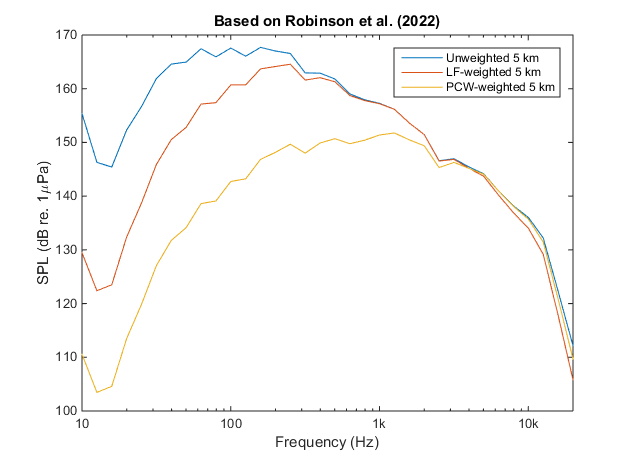 Based on Robinson et al. (2022)
170
160
150
140
130
120
110
100
SPL (dB re. 1μPa)
Unweighted 5 km
LF-weighted 5 km
PCW-weighted 5 km
10
100
1k
10k
Frequency (Hz)